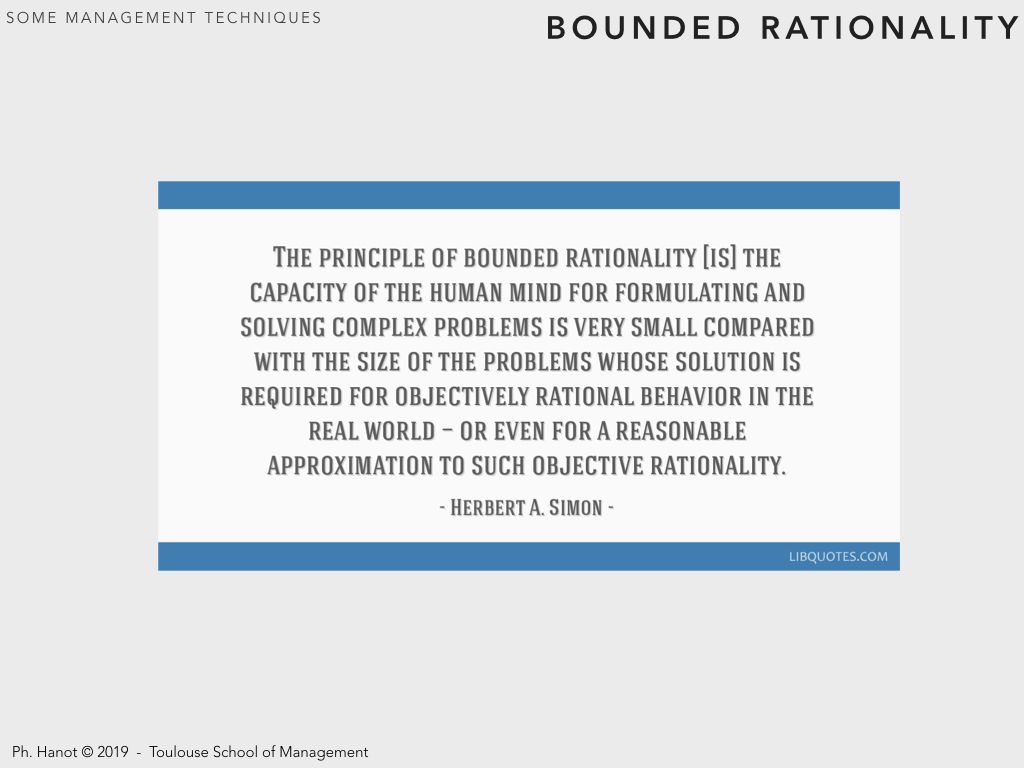 SOME MANAGEMENT TECHNIQUES
BOUNDED RATIONALITY
The principle of bounded rationality [is] the
capacity of the human mind for formulating and
solving complex problems is very small compared
with the size of the problems whose solution is
required for objectively rational behavior in the
real world – or even for a reasonable
approximation to such objective rationality.
- Herbert A. Simon -
LIBQUOTES.COM
Ph. Hanot © 2019 - Toulouse School of Management